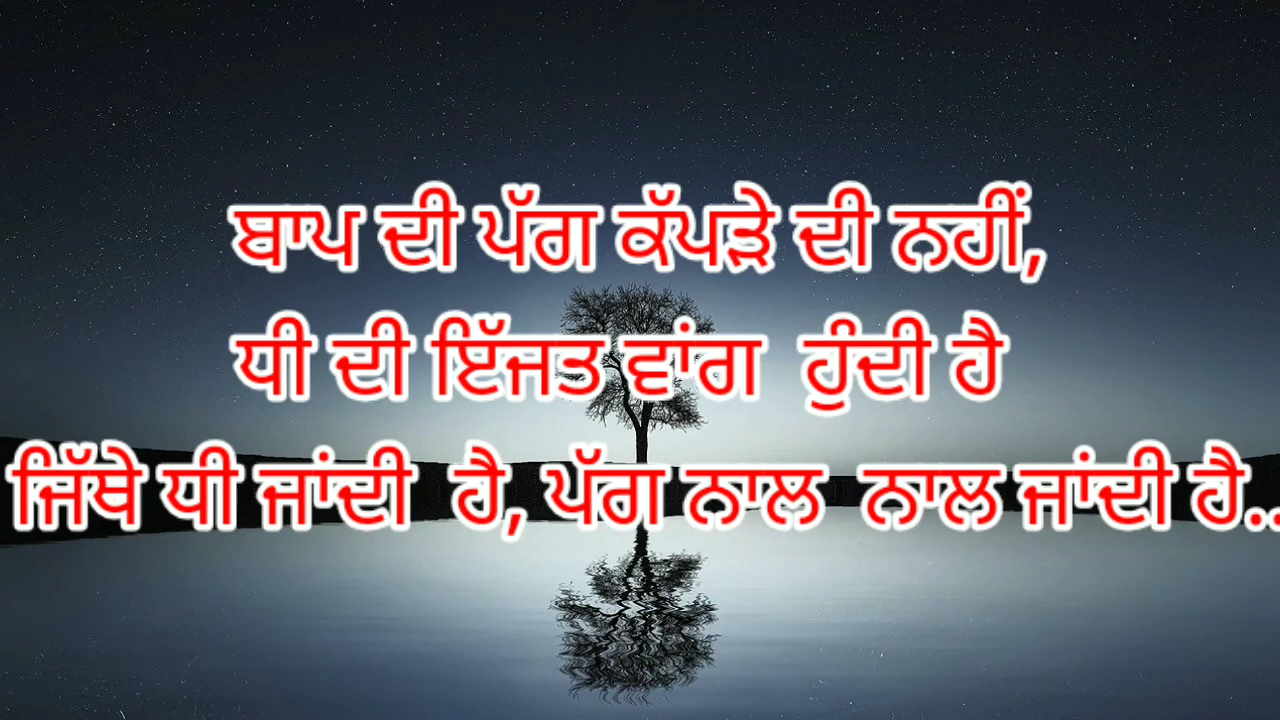 ਬਾਪ ਦੀ ਪੱਗ ਕੱਪੜੇ ਦੀ ਨਹੀਂ,
ਧੀ ਦੀ ਇੱਜਤ ਵਾਂਗ ਹੁੰਦੀ ਹੈ
ਜਿੱਥੇ ਧੀ ਜਾਂਦੀ ਹੈ, ਪੱਗ ਨਾਲ ਨਾਲ ਜਾਂਦੀ ਹੈ..